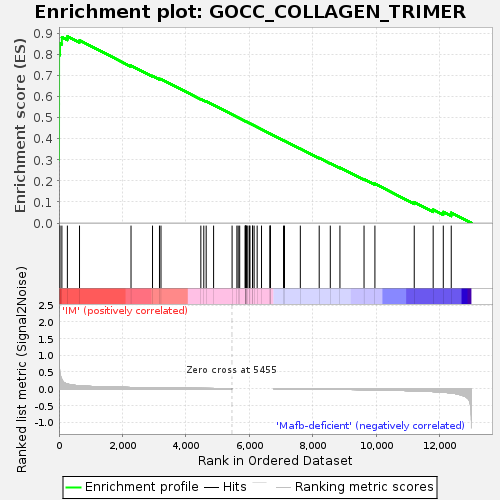 Enrichment plot: GOCC_COLLAGEN_TRIMER
Enrichment score (ES)
0.9
0.8
0.7
0.6
0.5
0.4
0.3
0.2
0.1
0.0
'IM' (positively correlated)
Ranked list metric (Signal2Noise)
2.5
2.0
1.5
1.0
0.5
0.0
-0.5
-1.0
Zero cross at 5455
'Mafb-deficient' (negatively correlated)
0 2,000 4,000 6,000 8,000 10,000 12,000
Rank in Ordered Dataset
Enrichment profile Hits Ranking metric scores